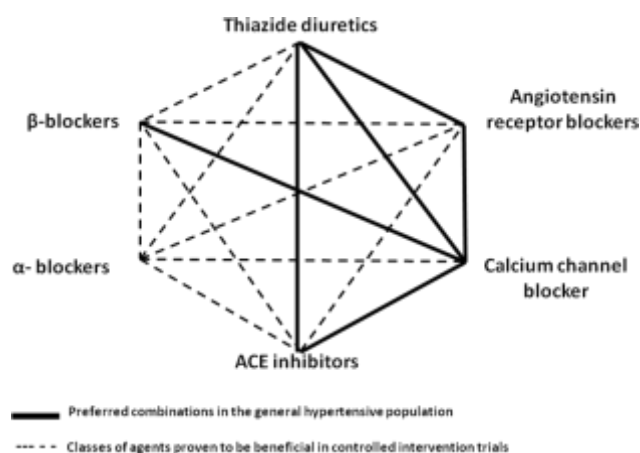 Thiazide diuretics
β-blockers
Angiotensin
receptor blockers
α- blockers
Calcium channel
blocker
ACE inhibitors
Preferred combinations in the general hypertensive population
Classes of agents proven to be beneficial in controlled intervention trials